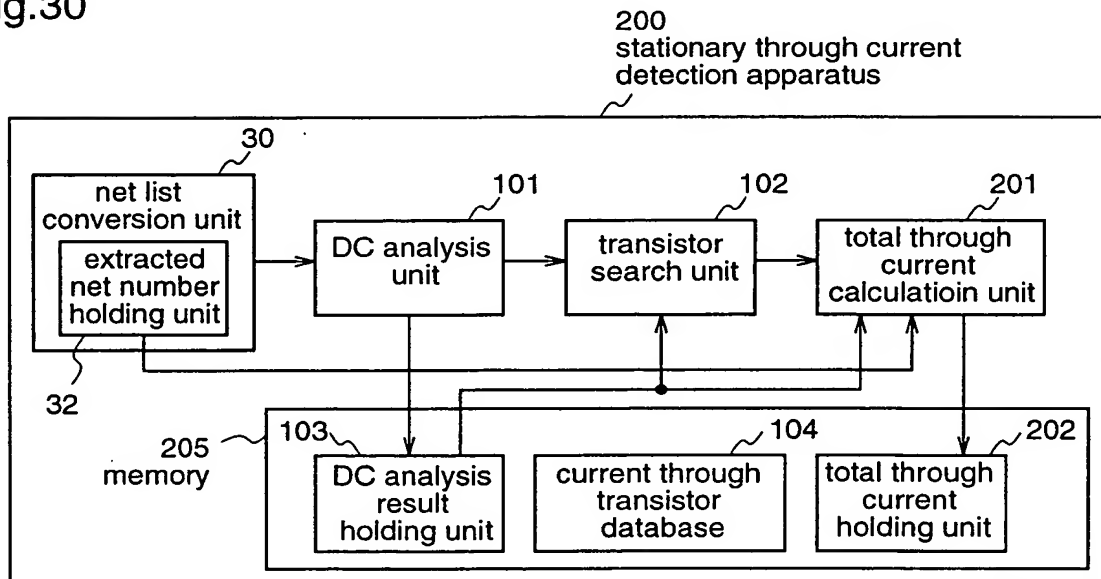 g.30
200
stationary through current
detection apparatus
30
net list
conversion unit
extracted
net number
holding unit
32
101
DC analysis
unit
102
transistor
search unit
201
total through
current
calculatioin unit
205
memory
103
DC analysis
result
holding unit
104
current through
transistor
database
202
total through
current
holding unit